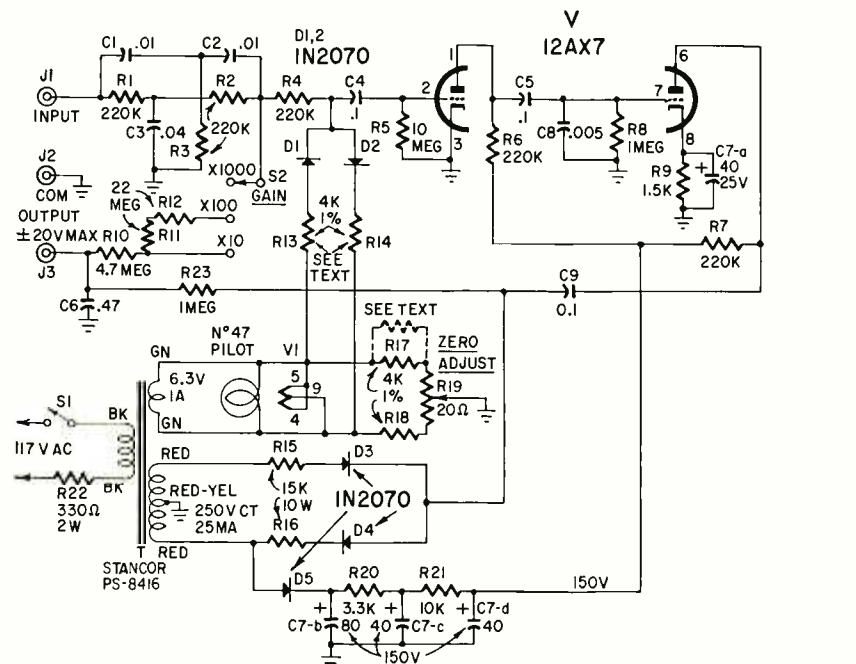 V
12AX7
D1,2
1N2070
C1 .01
C2 .01
J1
INPUT
R1
220K
R2
R4
220K
C4
.1
1
2
3
C5
.1
6
7
8
C3 .04
220K
R3
R5
10
MEG
R6
220K
C8 .005
R8
1MEG
C7-a
+
40
25V
R9
1.5K
D1
D2
J2
COM
X1000
S2
GAIN
22
MEG
R12
X100
OUTPUT
±20V MAX
R10
R11
X10
J3
4.7 MEG
4K
1%
R13
R14
SEE
TEXT
R7
220K
R23
1MEG
C6 .47
C9
0.1
SEE TEXT
Nº47
PILOT
V1
R17
ZERO
ADJUST
GN
6.3V
1A
5
9
4
4K
1%
R19
20Ω
R18
GN
S1
BK
117 V AC
R22
330Ω
2W
BK
RED
R15
D3
RED-YEL
250V CT
25MA
15K
10W
1N2070
R16
D4
T
RED
STANCOR
PS-8416
D5
R20
R21
150V
+
3.3K
+
10K
+
C7-d
C7-b
80
40
C7-c
40
150V